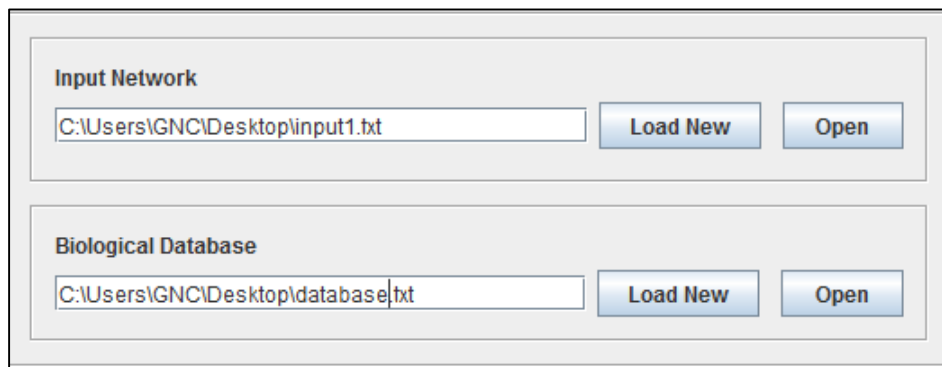 Input Network
C:\Users\GNC\Desktop\input1.txt Load New Open
Biological Database
C:\Users\GNC\Desktop\database.txt Load New Open